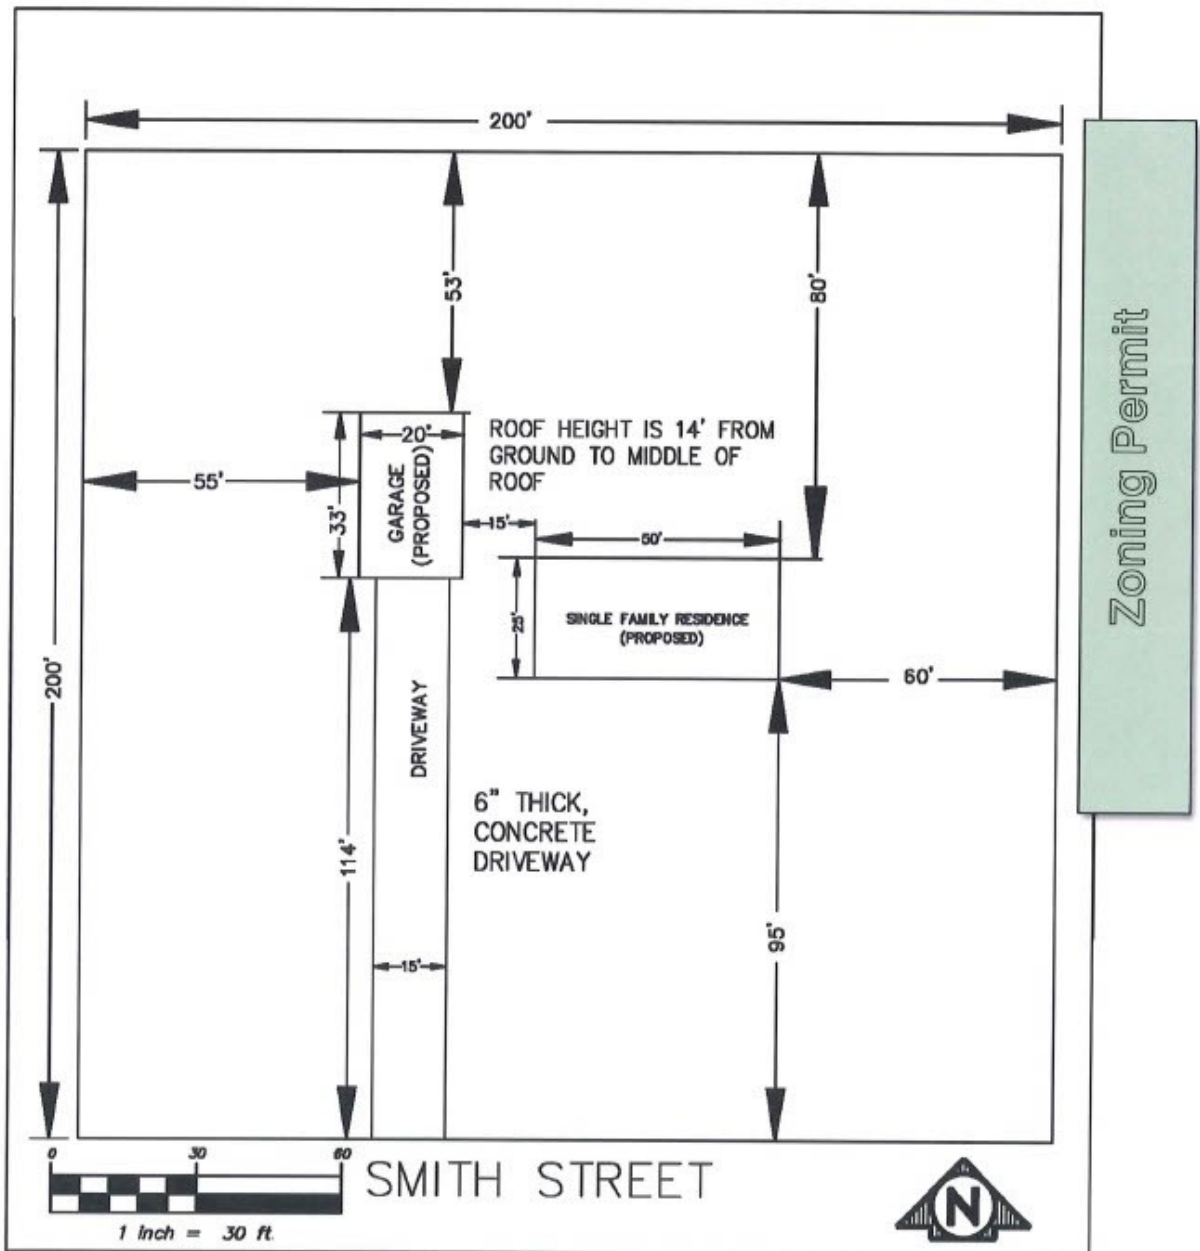 200'
53'
80'
20'
GARAGE
(PROPOSED)
33'
55'
ROOF HEIGHT IS 14' FROM
GROUND TO MIDDLE OF
ROOF
15'
50'
25'
SINGLE FAMILY RESIDENCE
(PROPOSED)
60'
200'
DRIVEWAY
6" THICK,
CONCRETE
DRIVEWAY
114'
95'
15'
0 30 60
SMITH STREET
1 inch = 30 ft.
N
Zoning Permit